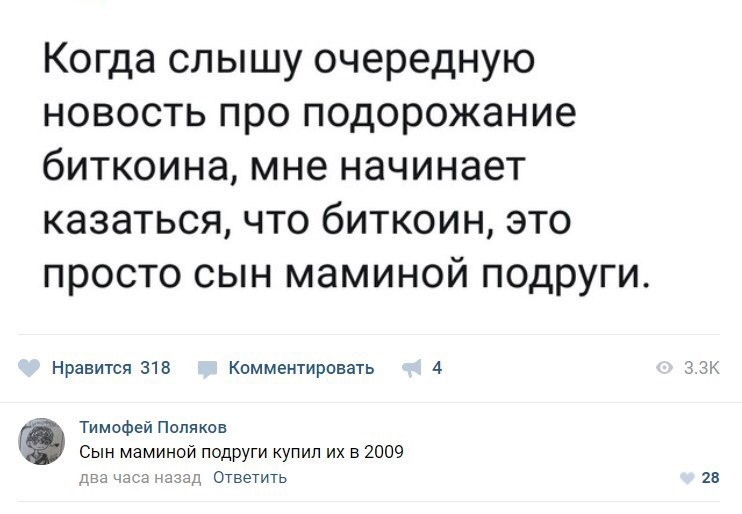 Когда слышу очередную
новость про подорожание
биткоина, мне начинает
казаться, что биткоин, это
просто сын маминой подруги.
Нравится 318 Комментировать 4 3.3K
Тимофей Поляков
Сын маминой подруги купил их в 2009
два часа назад Ответить 28